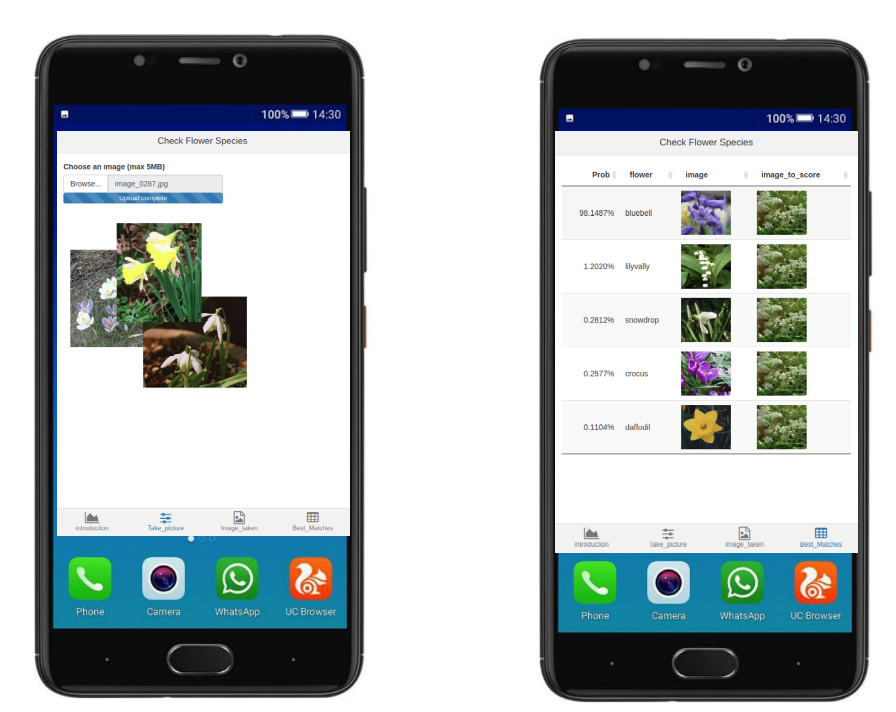 100% 14:30
Check Flower Species
Choose an image (max 5MB)
Browse... image_0287.jpg
Upload complete
introduction Take_picture Image_taken Best_Matches
Phone Camera WhatsApp UC Browser
100% 14:30
Check Flower Species
Prob flower image image_to_score
98.1487% bluebell
1.2020% lilyvally
0.2812% snowdrop
0.2577% crocus
0.1104% daffodil
introduction Take_picture Image_taken Best_Matches
Phone Camera WhatsApp UC Browser